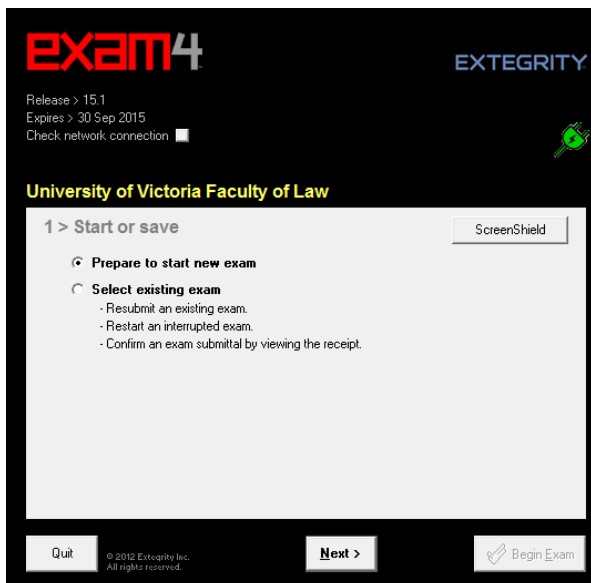 exam4
EXTEGRITY
Release > 15.1
Expires > 30 Sep 2015
Check network connection
University of Victoria Faculty of Law
1 > Start or save
ScreenShield
Prepare to start new exam
Select existing exam
- Resubmit an existing exam.
- Restart an interrupted exam.
- Confirm an exam submittal by viewing the receipt.
Quit
© 2012 Extegrity Inc.
All rights reserved.
Next >
Begin Exam